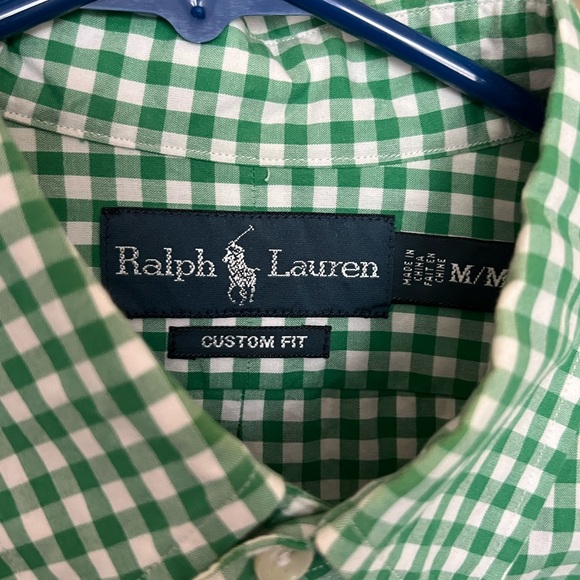 Ralph Lauren
MADE IN
CHINA
FAIT EN
CHINE
M/M
CUSTOM FIT